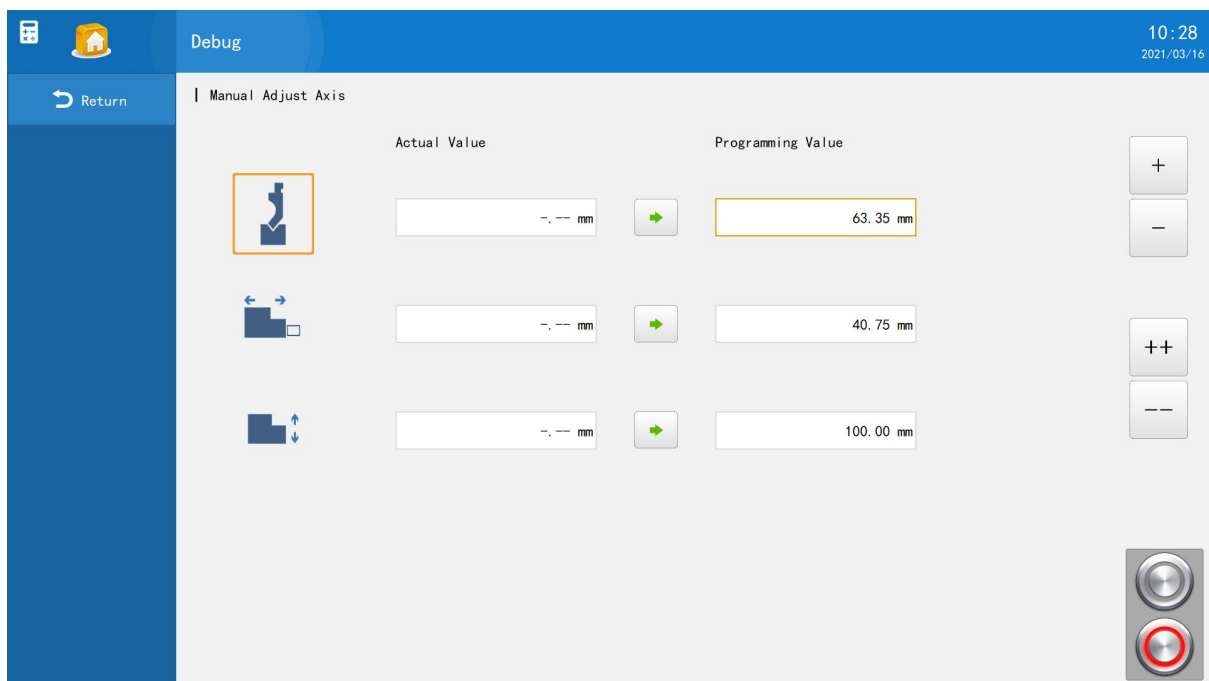 Debug
10:28
2021/03/16
Return
Manual Adjust Axis
Actual Value
Programming Value
-.-- mm
63.35 mm
-.-- mm
40.75 mm
-.-- mm
100.00 mm
+
-
++
--